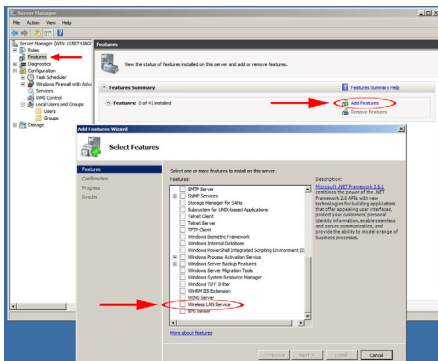 Server Manager
File Action View Help
Server Manager (WIN-
Roles
Features
Diagnostics
Configuration
Task Scheduler
Windows Firewall with Adva
Services
WMI Control
Local Users and Groups
Users
Groups
Storage
Features
View the status of features installed on this server and add or remove features.
Features Summary
Features Summary Help
Features: 0 of 41 installed
Add Features
Remove Features
Add Features Wizard
Select Features
Features
Confirmation
Progress
Results
Select one or more features to install on this server.
Features:
SMTP Server
SNMP Services
Storage Manager for SANs
Subsystem for UNIX-based Applications
Telnet Client
Telnet Server
TFTP Client
Windows Biometric Framework
Windows Internal Database
Windows PowerShell Integrated Scripting Environment (I
Windows Process Activation Service
Windows Server Backup Features
Windows Server Migration Tools
Windows System Resource Manager
Windows TIFF IFilter
WinRM IIS Extension
WINS Server
Wireless LAN Service
XPS Viewer
Description:
Microsoft .NET Framework 3.5.1
combines the power of the .NET
Framework 2.0 APIs with new
technologies for building applications
that offer appealing user interfaces,
protect your customers' personal
identity information, enable seamless
and secure communication, and
provide the ability to model a range of
business processes.
More about features
< Previous Next > Install Cancel